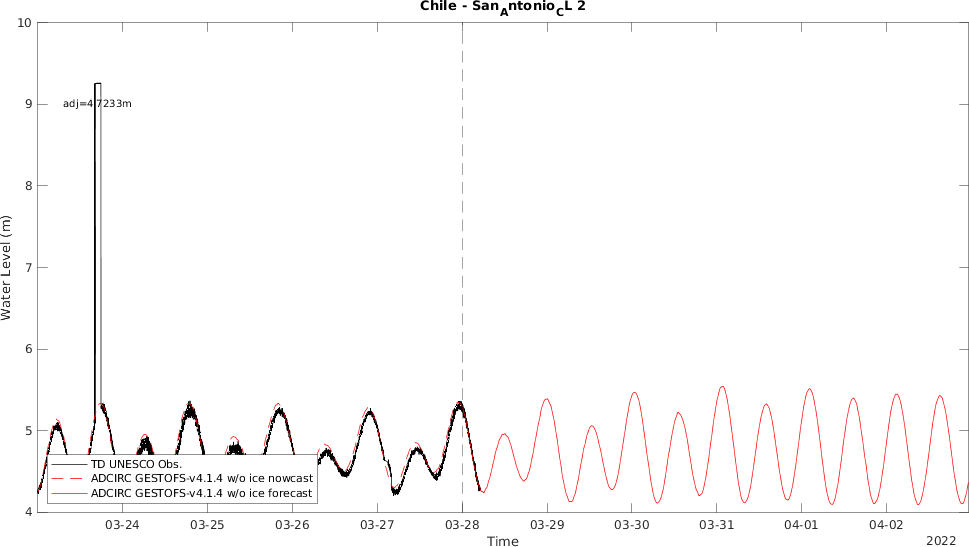 Chile - SanAntonioCL 2
10
9
8
7
6
5
4
Water Level (m)
adj=4.7233m
TD UNESCO Obs.
ADCIRC GESTOFS-v4.1.4 w/o ice nowcast
ADCIRC GESTOFS-v4.1.4 w/o ice forecast
03-24 03-25 03-26 03-27 03-28 03-29 03-30 03-31 04-01 04-02
Time
2022